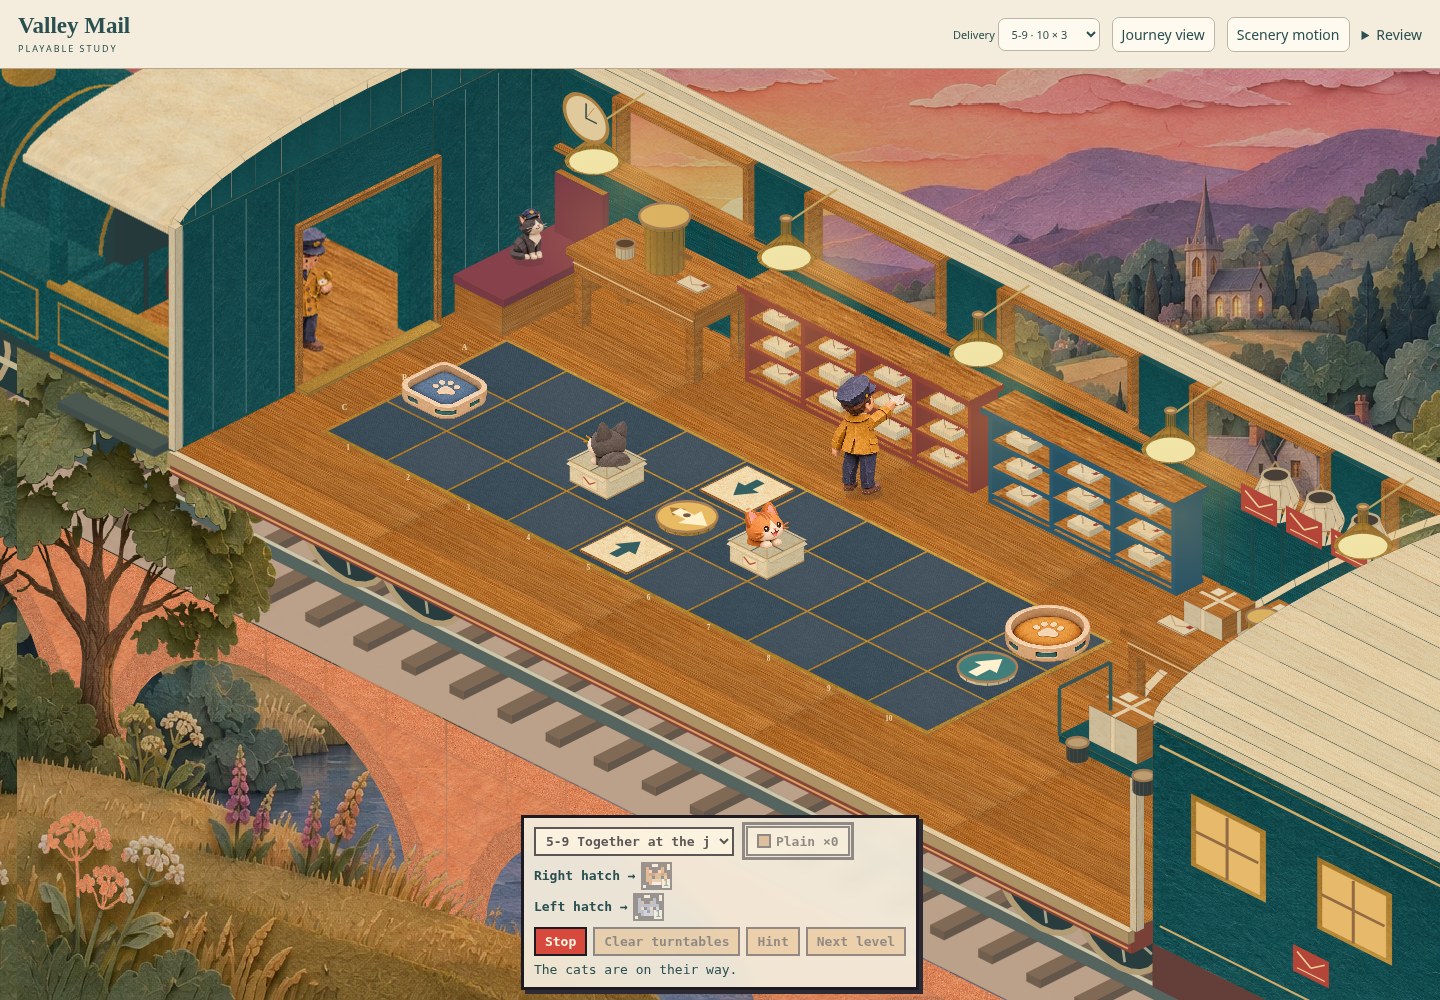 Valley Mail
PLAYABLE STUDY
Delivery
5-9 · 10 × 3
Journey view
Scenery motion
▶ Review
A
C
1
2
3
4
5
6
7
8
9
10
5-9 Together at the j
Plain ×0
Right hatch →
Left hatch →
Stop
Clear turntables
Hint
Next level
The cats are on their way.